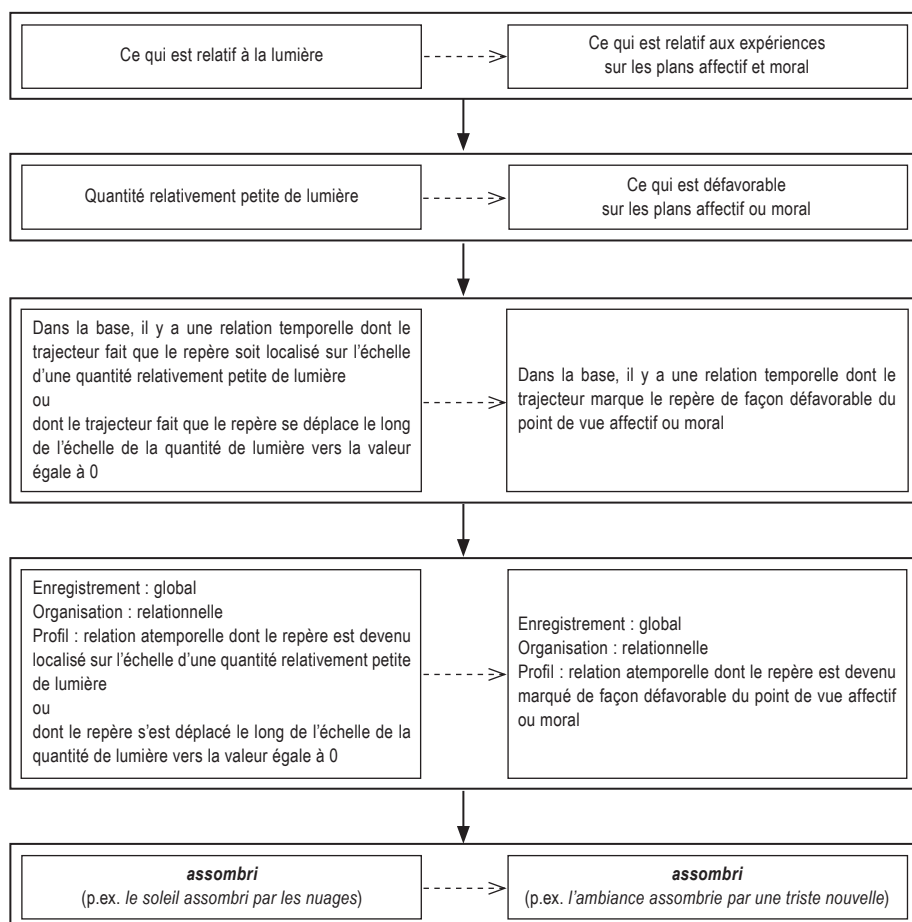 Ce qui est relatif à la lumière
Ce qui est relatif aux expériences
sur les plans affectif et moral
Quantité relativement petite de lumière
Ce qui est défavorable
sur les plans affectif ou moral
Dans la base, il y a une relation temporelle dont le
trajecteur fait que le repère soit localisé sur l’échelle
d’une quantité relativement petite de lumière
ou
dont le trajecteur fait que le repère se déplace le long
de l’échelle de la quantité de lumière vers la valeur
égale à 0
Dans la base, il y a une relation temporelle dont le
trajecteur marque le repère de façon défavorable du
point de vue affectif ou moral
Enregistrement : global
Organisation : relationnelle
Profil : relation atemporelle dont le repère est devenu
localisé sur l’échelle d’une quantité relativement petite
de lumière
ou
dont le repère s’est déplacé le long de l’échelle de la
quantité de lumière vers la valeur égale à 0
Enregistrement : global
Organisation : relationnelle
Profil : relation atemporelle dont le repère est devenu
marqué de façon défavorable du point de vue affectif
ou moral
assombri
(p.ex. le soleil assombri par les nuages)
assombri
(p.ex. l’ambiance assombrie par une triste nouvelle)